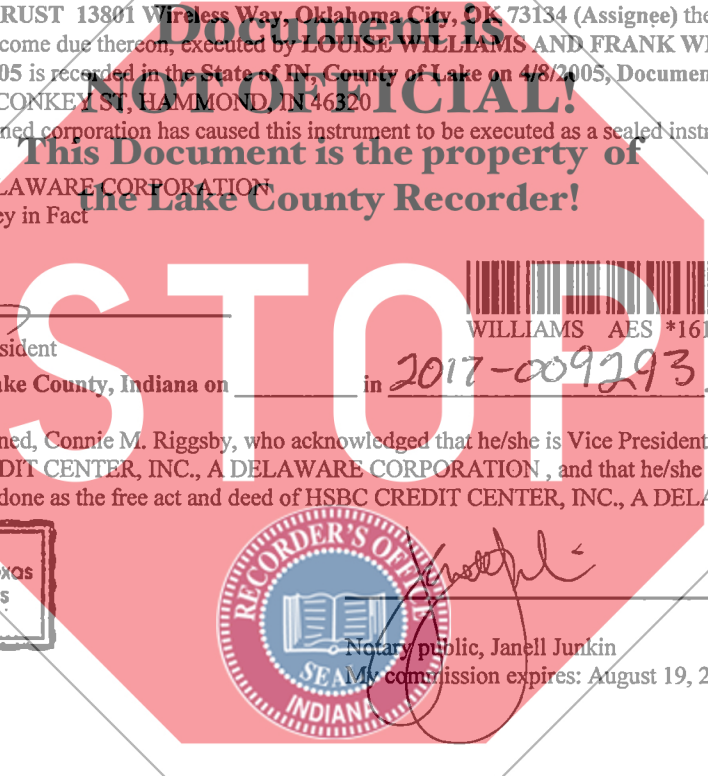 RUST 13801 Wireless Way, Oklahoma City, OK 73134 (Assignee) the
Document is
come due thereon, executed by LOUISE WILLIAMS AND FRANK WI
05 is recorded in the State of IN, County of Lake on 4/8/2005, Documen
NOT OFFICIAL!
CONKEY ST, HAMMOND, IN 46320
ned corporation has caused this instrument to be executed as a sealed instr
This Document is the property of
LAWARE CORPORATION
the Lake County Recorder!
ey in Fact
STOP
WILLIAMS AES *161
sident
ake County, Indiana on ________ in 2017-009293
ned, Connie M. Riggsby, who acknowledged that he/she is Vice President
EDIT CENTER, INC., A DELAWARE CORPORATION , and that he/she
done as the free act and deed of HSBC CREDIT CENTER, INC., A DELA
exas
s
RECORDER'S OFFICE
SEAL
INDIANA
Notary public, Janell Junkin
My commission expires: August 19, 2